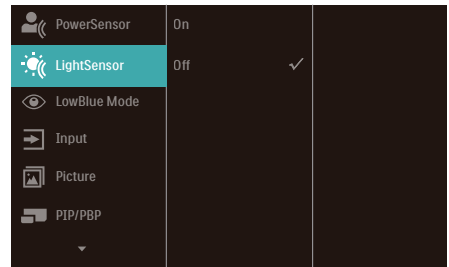 PowerSensor
On
LightSensor
Off
LowBlue Mode
Input
Picture
PIP/PBP